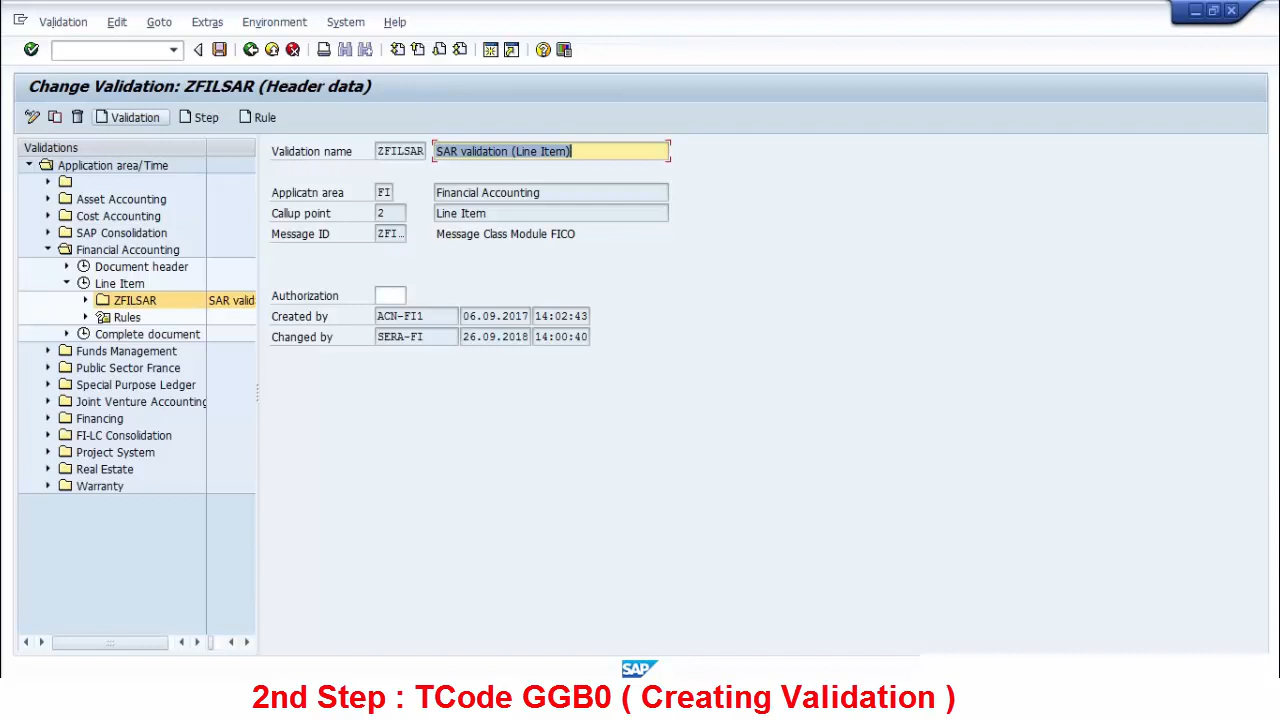 Validation Edit Goto Extras Environment System Help
Change Validation: ZFILSAR (Header data)
Validation Step Rule
Validations
Application area/Time
Asset Accounting
Cost Accounting
SAP Consolidation
Financial Accounting
Document header
Line Item
ZFILSAR SAR valid
Rules
Complete document
Funds Management
Public Sector France
Special Purpose Ledger
Joint Venture Accounting
Financing
FI-LC Consolidation
Project System
Real Estate
Warranty
Validation name ZFILSAR SAR validation (Line Item)
Applicatn area FI Financial Accounting
Callup point 2 Line Item
Message ID ZFI… Message Class Module FICO
Authorization
Created by ACN-FI1 06.09.2017 14:02:43
Changed by SERA-FI 26.09.2018 14:00:40
SAP
2nd Step : TCode GGB0 ( Creating Validation )